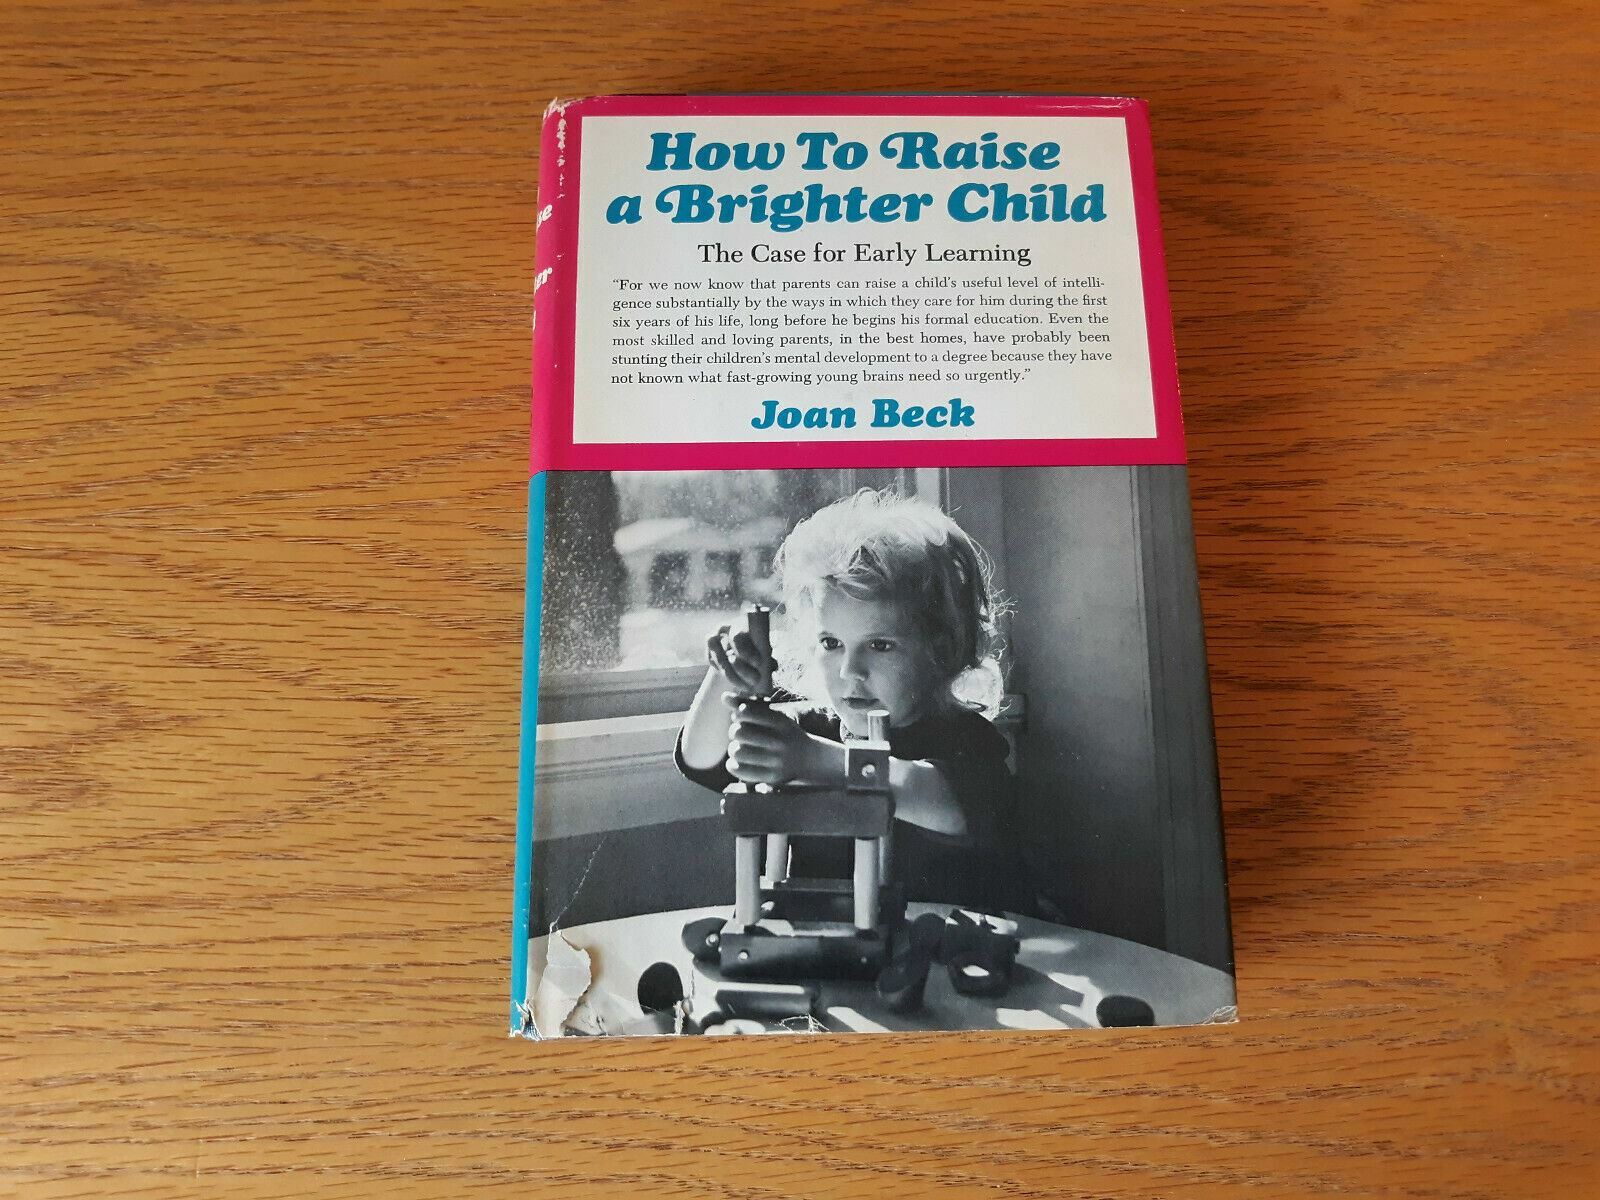 How To Raise
a Brighter Child
The Case for Early Learning
“For we now know that parents can raise a child’s useful level of intelli-
gence substantially by the ways in which they care for him during the first
six years of his life, long before he begins his formal education. Even the
most skilled and loving parents, in the best homes, have probably been
stunting their children’s mental development to a degree because they have
not known what fast-growing young brains need so urgently.”
Joan Beck